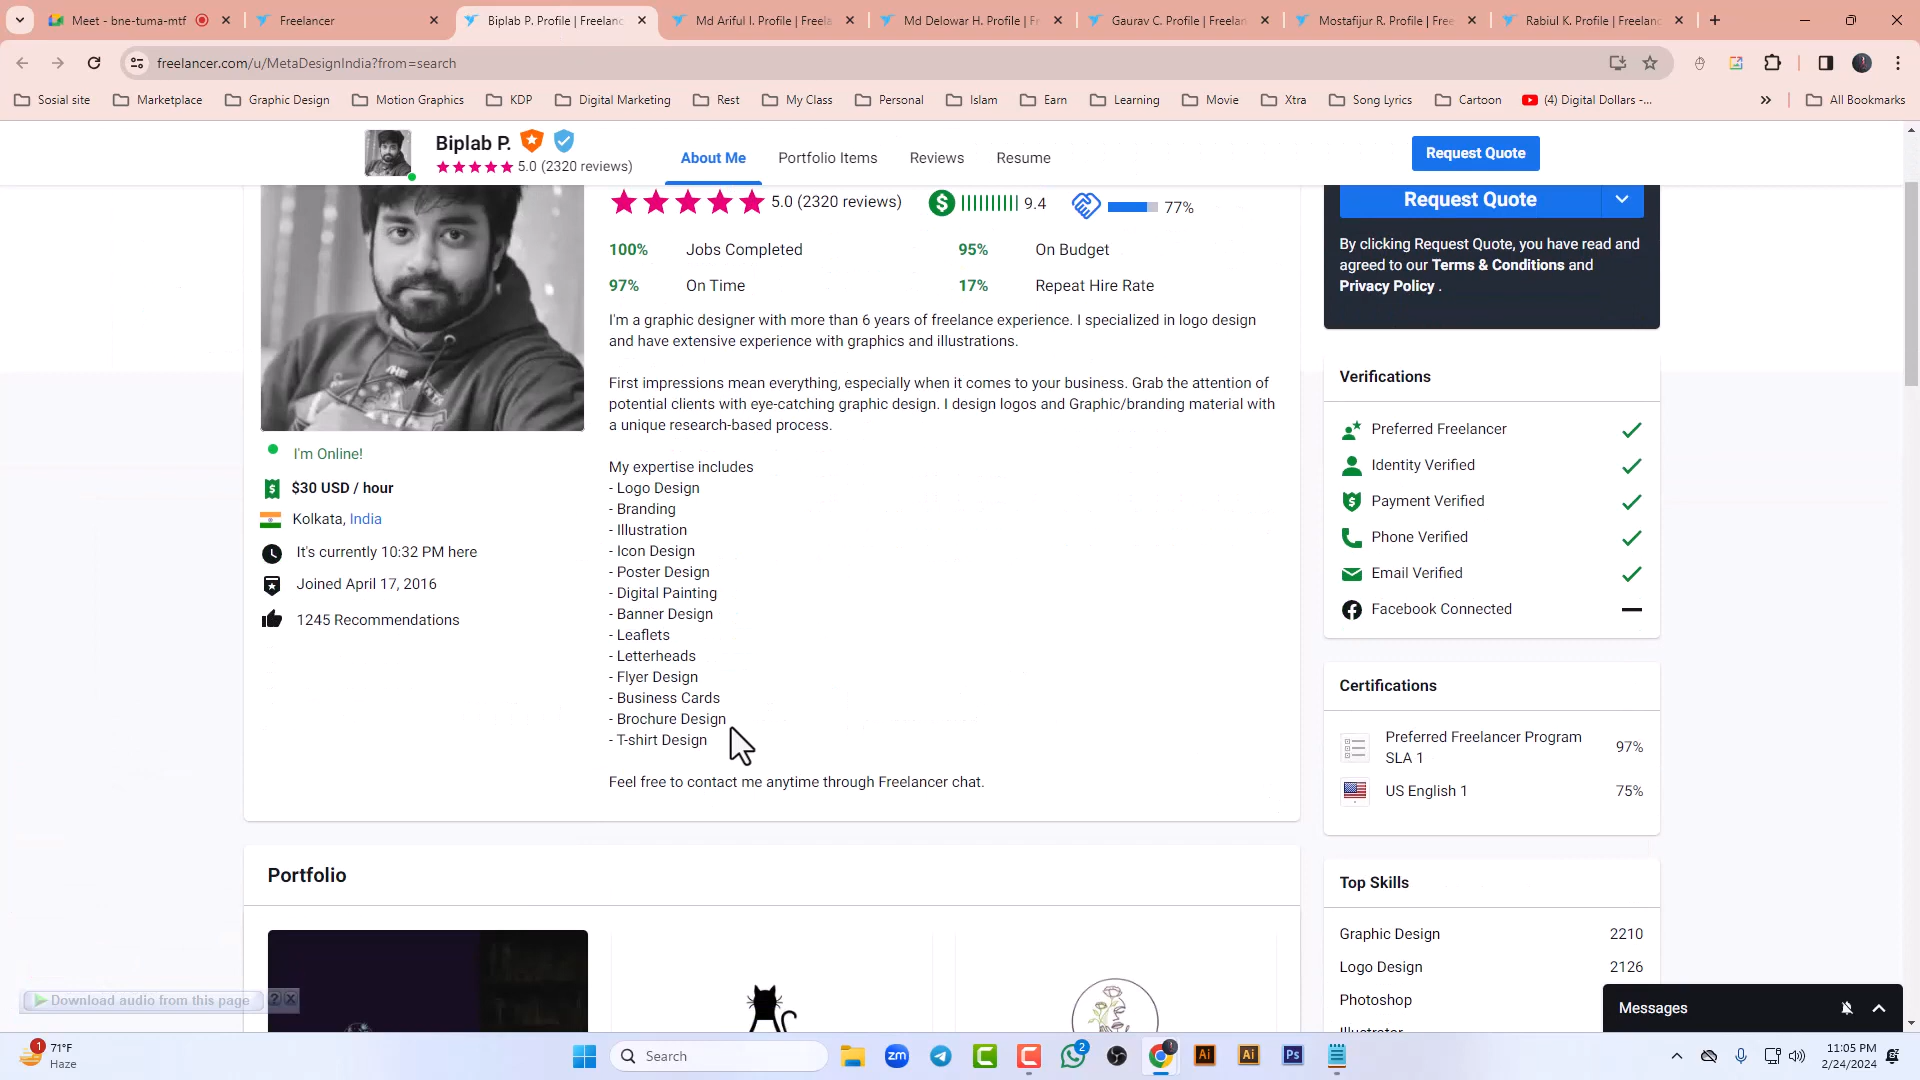 Meet - bne-tuma-mtf
Freelancer
Biplab P. Profile | Freelanc
Md Ariful I. Profile | Freela
Md Delowar H. Profile | F
Gaurav C. Profile | Freelan
Mostafijur R. Profile | Free
Rabiul K. Profile | Freelanc
freelancer.com/u/MetaDesignIndia?from=search
Sosial site
Marketplace
Graphic Design
Motion Graphics
KDP
Digital Marketing
Rest
My Class
Personal
Islam
Earn
Learning
Movie
Xtra
Song Lyrics
Cartoon
(4) Digital Dollars -...
»
All Bookmarks
Biplab P.
5.0 (2320 reviews)
About Me
Portfolio Items
Reviews
Resume
Request Quote
5.0 (2320 reviews)
9.4
77%
100% Jobs Completed
95% On Budget
97% On Time
17% Repeat Hire Rate
I'm a graphic designer with more than 6 years of freelance experience. I specialized in logo design
and have extensive experience with graphics and illustrations.
First impressions mean everything, especially when it comes to your business. Grab the attention of
potential clients with eye-catching graphic design. I design logos and Graphic/branding material with
a unique research-based process.
My expertise includes
- Logo Design
- Branding
- Illustration
- Icon Design
- Poster Design
- Digital Painting
- Banner Design
- Leaflets
- Letterheads
- Flyer Design
- Business Cards
- Brochure Design
- T-shirt Design
Feel free to contact me anytime through Freelancer chat.
I'm Online!
$30 USD / hour
Kolkata, India
It's currently 10:32 PM here
Joined April 17, 2016
1245 Recommendations
Request Quote
By clicking Request Quote, you have read and
agreed to our Terms & Conditions and
Privacy Policy .
Verifications
Preferred Freelancer
Identity Verified
Payment Verified
Phone Verified
Email Verified
Facebook Connected
Certifications
Preferred Freelancer Program
SLA 1
97%
US English 1 75%
Top Skills
Graphic Design 2210
Logo Design 2126
Photoshop
Illustrator
Portfolio
Download audio from this page
? X
Messages
1
71°F
Haze
Search
zm
2
Ai
Ai
Ps
11:05 PM
2/24/2024